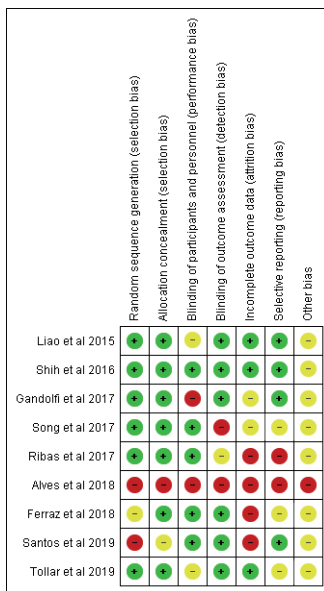 Random sequence generation (selection bias)
Allocation concealment (selection bias)
Blinding of participants and personnel (performance bias)
Blinding of outcome assessment (detection bias)
Incomplete outcome data (attrition bias)
Selective reporting (reporting bias)
Other bias
Liao et al 2015 + + - + + + -
Shih et al 2016 + + + + + + -
Gandolfi et al 2017 + + - + - + -
Song et al 2017 + + + - - - -
Ribas et al 2017 + + + - - - -
Alves et al 2018 - - - - - - -
Ferraz et al 2018 - + + + - - -
Santos et al 2019 - - + + - + -
Tollar et al 2019 + + - + + - -